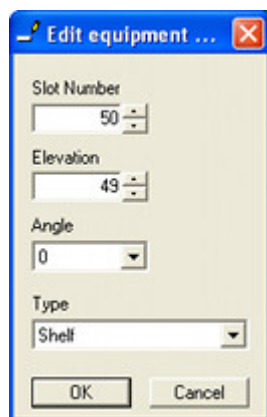 Edit equipment ...
Slot Number
50
Elevation
49
Angle
0
Type
Shelf
OK Cancel